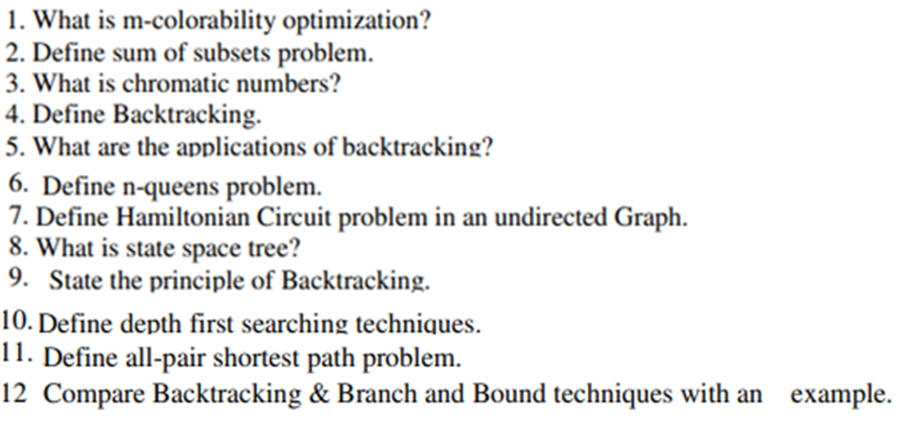 1. What is m-colorability optimization?
2. Define sum of subsets problem.
3. What is chromatic numbers?
4. Define Backtracking.
5. What are the applications of backtracking?
6. Define n-queens problem.
7. Define Hamiltonian Circuit problem in an undirected Graph.
8. What is state space tree?
9. State the principle of Backtracking.
10. Define depth first searching techniques.
11. Define all-pair shortest path problem.
12 Compare Backtracking & Branch and Bound techniques with an example.